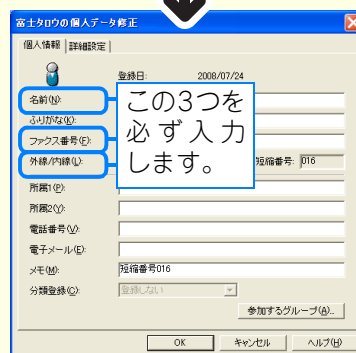 富士タロウの個人データ修正
個人情報 詳細設定
登録日: 2008/07/24
名前(N):
ふりがな(K):
ファックス番号(F):
外線/内線(L): 短縮番号: 016
この3つを
必ず入力
します。
所属1(P):
所属2(Y):
電話番号(V):
電子メール(E):
メモ(M): 短縮番号016
分類登録(C): 登録しない
参加するグループ(A)...
OK キャンセル ヘルプ(H)